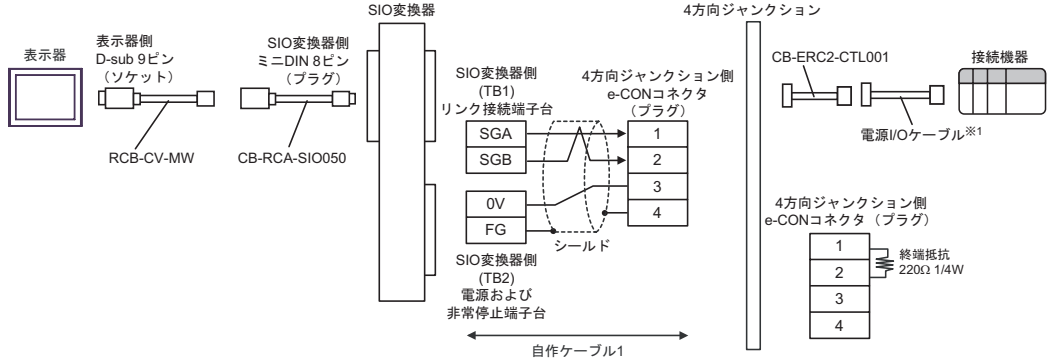 SIO変換器
4方向ジャンクション
表示器
表示器側
D-sub 9ピン
（ソケット）
SIO変換器側
ミニDIN 8ピン
（プラグ）
RCB-CV-MW
CB-RCA-SIO050
SIO変換器側
(TB1)
リンク接続端子台
SGA
SGB
0V
FG
SIO変換器側
(TB2)
電源および
非常停止端子台
シールド
4方向ジャンクション側
e-CONコネクタ
（プラグ）
1
2
3
4
自作ケーブル1
CB-ERC2-CTL001
接続機器
電源I/Oケーブル※1
4方向ジャンクション側
e-CONコネクタ（プラグ）
1
2
3
4
終端抵抗
220Ω 1/4W